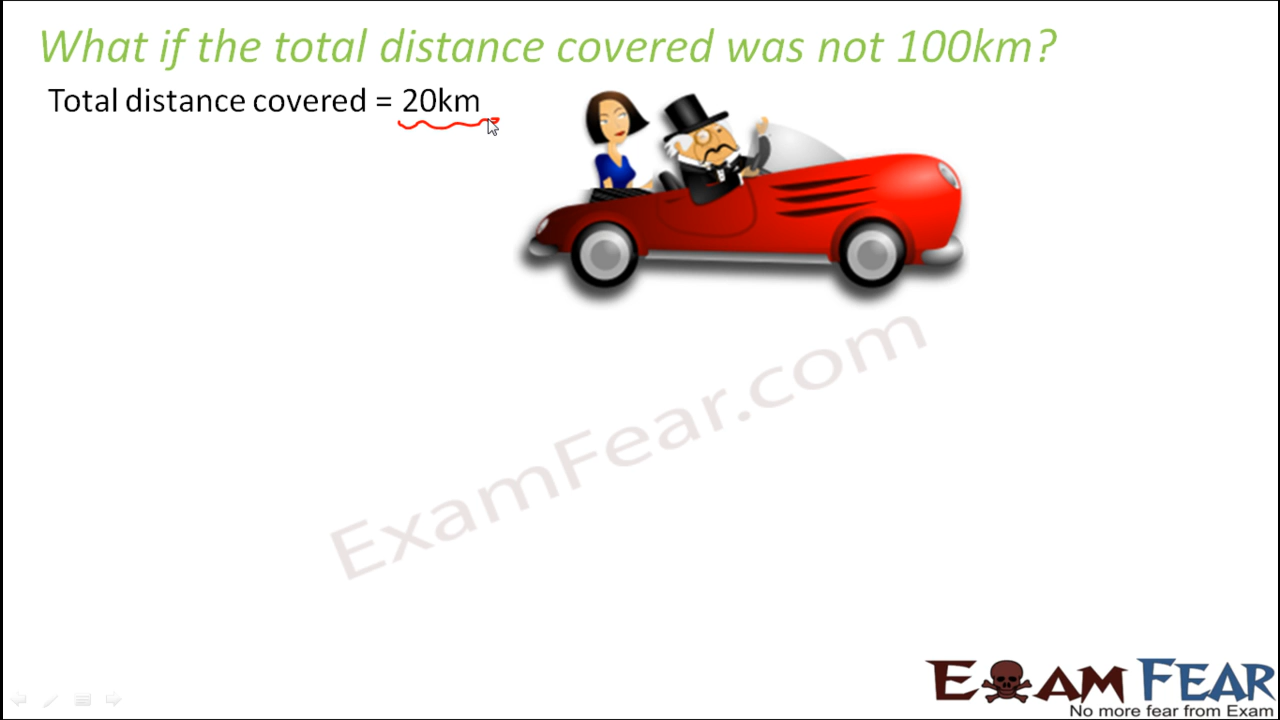 What if the total distance covered was not 100km?
Total distance covered = 20km
ExamFear.com
EXAM FEAR
No more fear from Exam